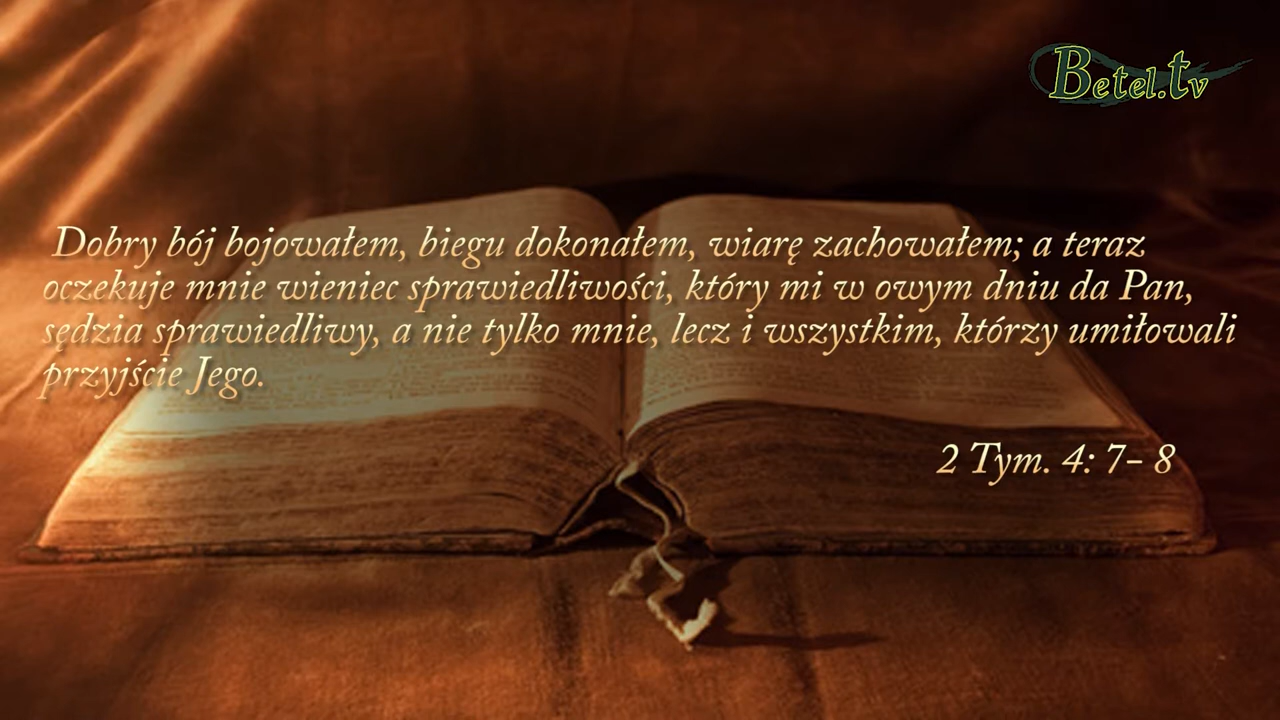 Betel.tv
Dobry bój bojowałem, biegu dokonałem, wiarę zachowałem; a teraz
oczekuje mnie wieniec sprawiedliwości, który mi w owym dniu da Pan,
sędzia sprawiedliwy, a nie tylko mnie, lecz i wszystkim, którzy umiłowali
przyjście Jego.
2 Tym. 4: 7- 8